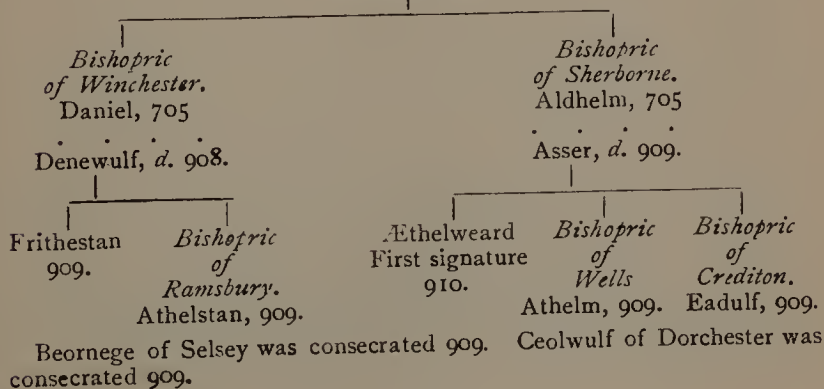 Bishopric
of Winchester.
Daniel, 705
. . . .
Denewulf, d. 908.
Frithestan
909.
Bishopric
of
Ramsbury.
Athelstan, 909.
Bishopric
of Sherborne.
Aldhelm, 705
. . . .
Asser, d. 909.
Æthelweard
First signature
910.
Bishopric
of
Wells
Athelm, 909.
Bishopric
of
Crediton.
Eadulf, 909.
Beornege of Selsey was consecrated 909. Ceolwulf of Dorchester was
consecrated 909.